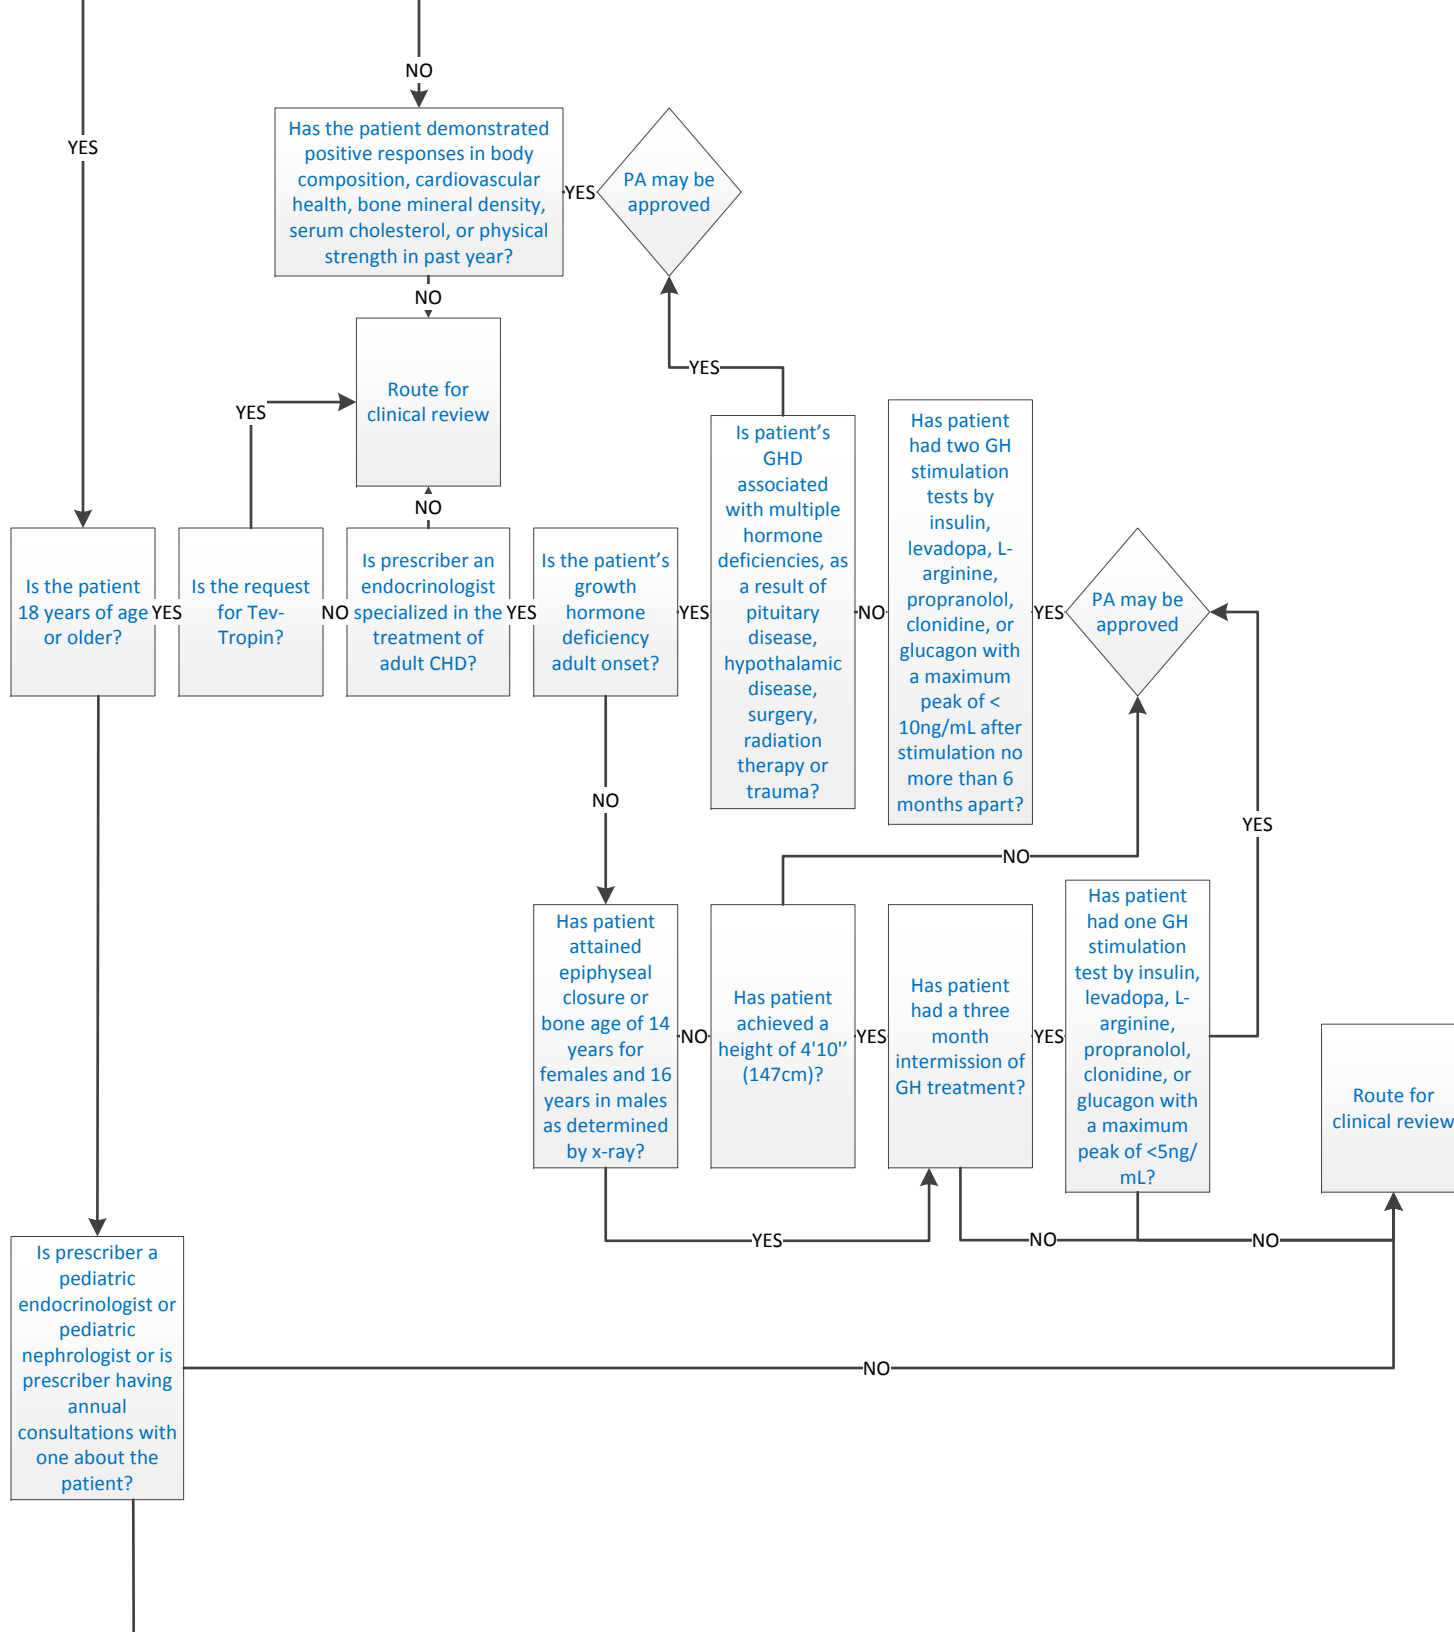 NO
YES
Has the patient demonstrated
positive responses in body
composition, cardiovascular
health, bone mineral density,
serum cholesterol, or physical
strength in past year?
YES
PA may be
approved
NO
Route for
clinical review
YES
YES
NO
Is the patient
18 years of age
or older?
YES
Is the request
for Tev-
Tropin?
NO
Is prescriber an
endocrinologist
specialized in the
treatment of
adult CHD?
YES
Is the patient's
growth
hormone
deficiency
adult onset?
YES
Is patient's
GHD
associated
with multiple
hormone
deficiencies, as
a result of
pituitary
disease,
hypothalamic
disease,
surgery,
radiation
therapy or
trauma?
NO
Has patient
had two GH
stimulation
tests by
insulin,
levadopa, L-
arginine,
propranolol,
clonidine, or
glucagon with
a maximum
peak of <
10ng/mL after
stimulation no
more than 6
months apart?
YES
PA may be
approved
NO
YES
NO
Has patient
attained
epiphyseal
closure or
bone age of 14
years for
females and 16
years in males
as determined
by x-ray?
NO
Has patient
achieved a
height of 4'10''
(147cm)?
YES
Has patient
had a three
month
intermission of
GH treatment?
YES
Has patient
had one GH
stimulation
test by insulin,
levadopa, L-
arginine,
propranolol,
clonidine, or
glucagon with
a maximum
peak of <5ng/
mL?
Route for
clinical review
YES
NO
NO
Is prescriber a
pediatric
endocrinologist or
pediatric
nephrologist or is
prescriber having
annual
consultations with
one about the
patient?
NO